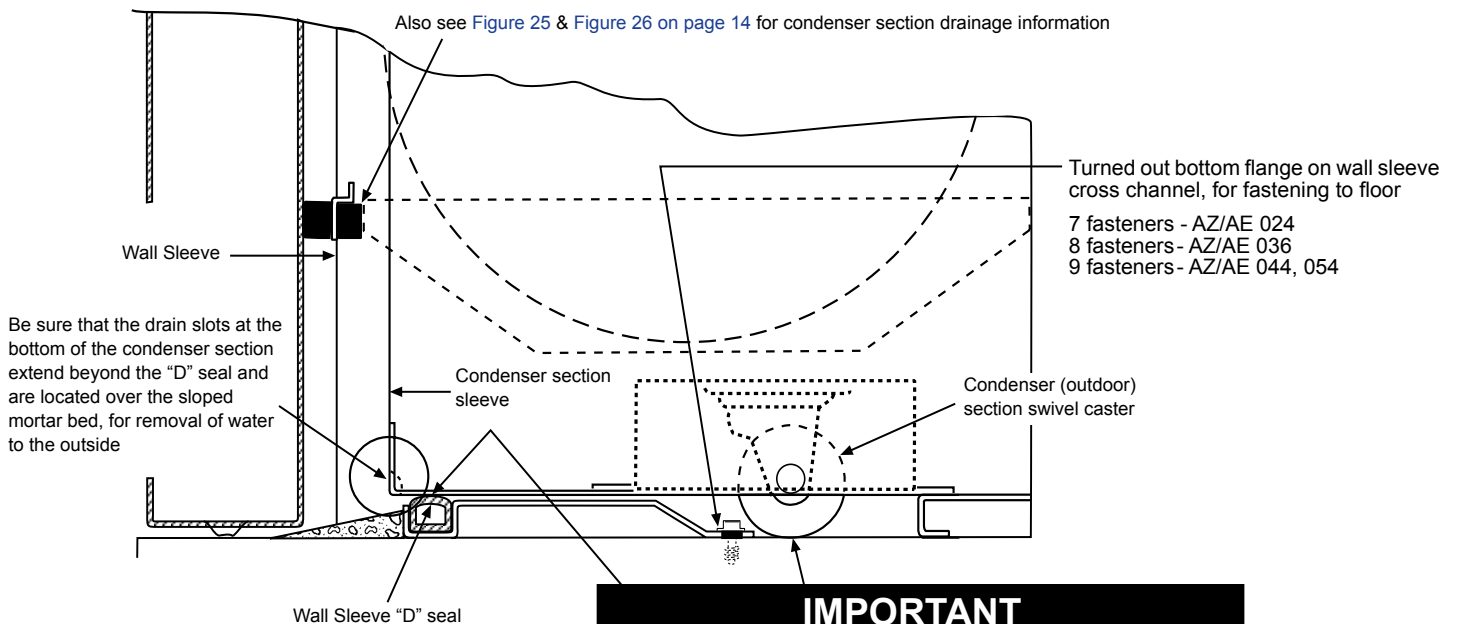 Also see Figure 25 & Figure 26 on page 14 for condenser section drainage information
Turned out bottom flange on wall sleeve
cross channel, for fastening to floor
7 fasteners - AZ/AE 024
8 fasteners - AZ/AE 036
9 fasteners - AZ/AE 044, 054
Wall Sleeve
Be sure that the drain slots at the
bottom of the condenser section
extend beyond the “D” seal and
are located over the sloped
mortar bed, for removal of water
to the outside
Condenser section
sleeve
Condenser (outdoor)
section swivel caster
Wall Sleeve “D” seal
IMPORTANT